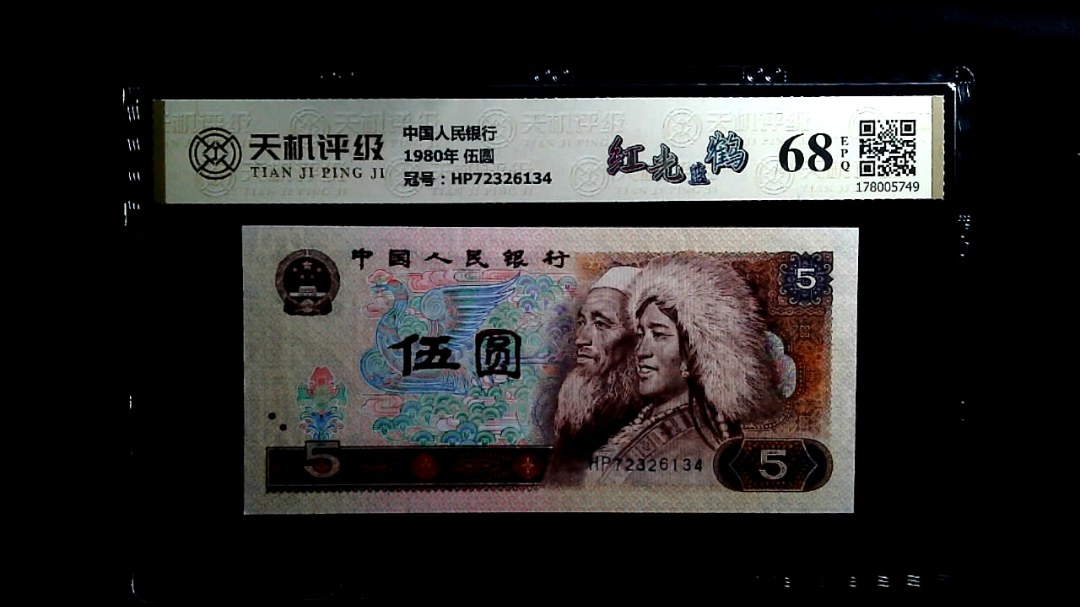 天机评级
TIAN JI PING JI
中国人民银行
1980年 伍圆
冠号：HP72326134
红光蓝鹤
68
EPQ
178005749
中国人民银行
5
伍圆
5
HP72326134
5